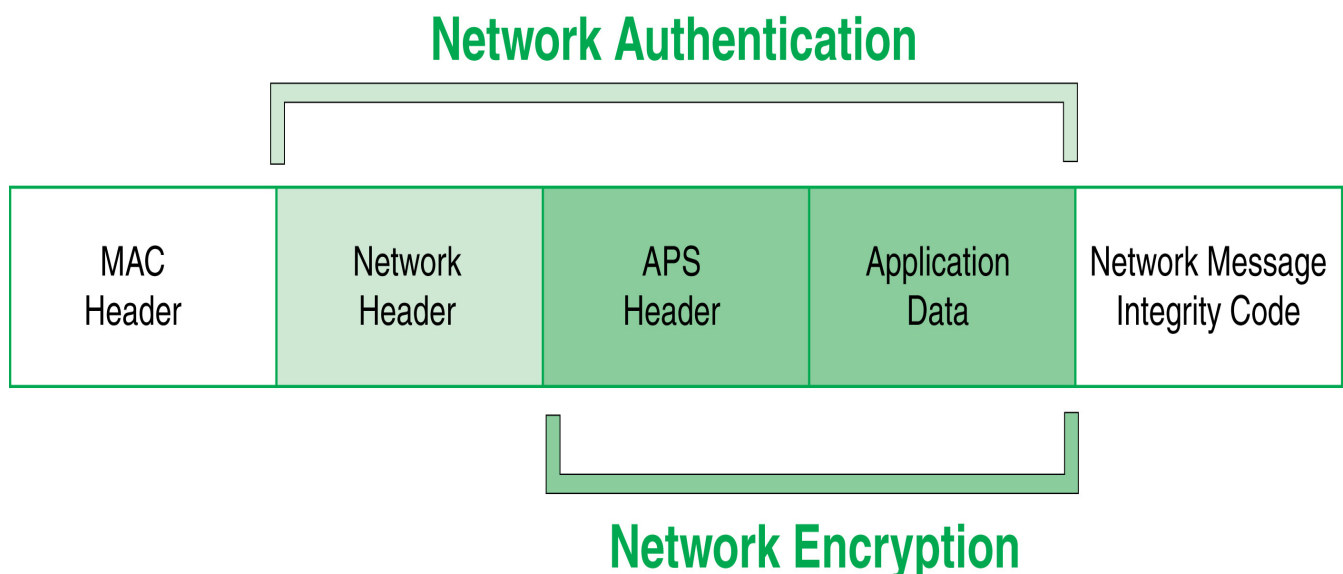 Network Authentication
MAC
Header
Network
Header
APS
Header
Application
Data
Network Message
Integrity Code
Network Encryption